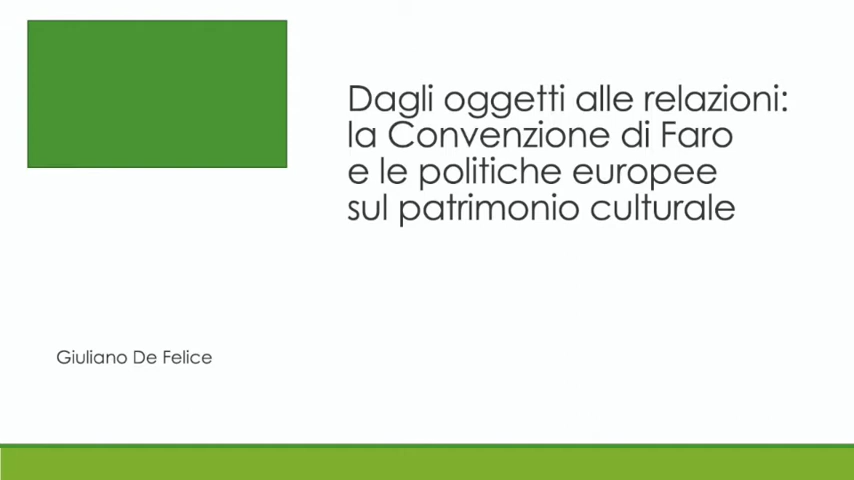 Dagli oggetti alle relazioni:
la Convenzione di Faro
e le politiche europee
sul patrimonio culturale
Giuliano De Felice